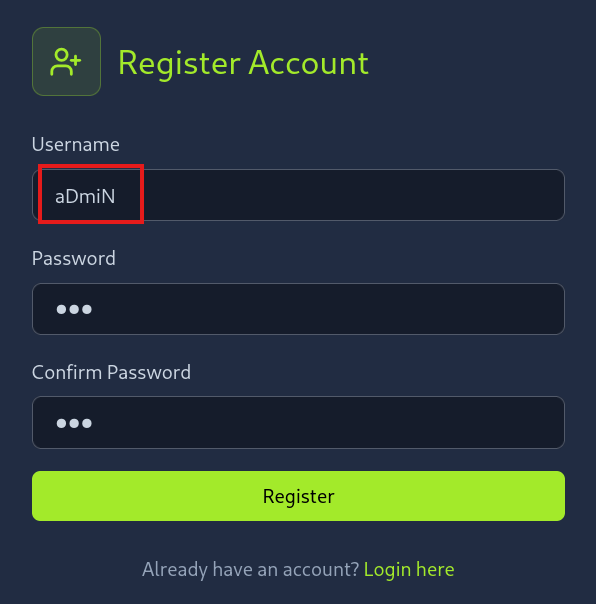 Register Account
Username
aDmiN
Password
•••
Confirm Password
•••
Register
Already have an account? Login here